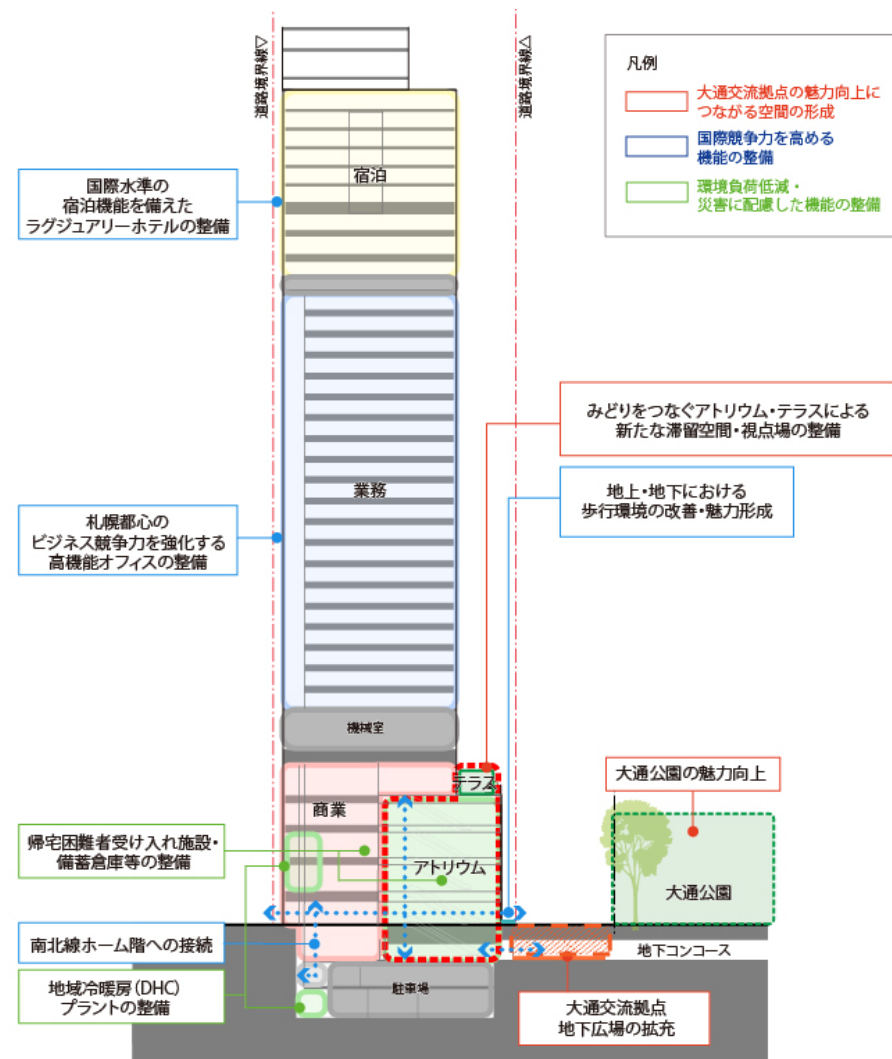 道路境界線▽
道路境界線△
凡例
大通交流拠点の魅力向上に
つながる空間の形成
国際競争力を高める
機能の整備
環境負荷低減・
災害に配慮した機能の整備
宿泊
国際水準の
宿泊機能を備えた
ラグジュアリーホテルの整備
みどりをつなぐアトリウム・テラスによる
新たな滞留空間・視点場の整備
業務
地上・地下における
歩行環境の改善・魅力形成
札幌都心の
ビジネス競争力を強化する
高機能オフィスの整備
機械室
テラス
大通公園の魅力向上
商業
帰宅困難者受け入れ施設・
備蓄倉庫等の整備
アトリウム
大通公園
南北線ホーム階への接続
地下コンコース
地域冷暖房(DHC)
プラントの整備
駐車場
大通交流拠点
地下広場の拡充